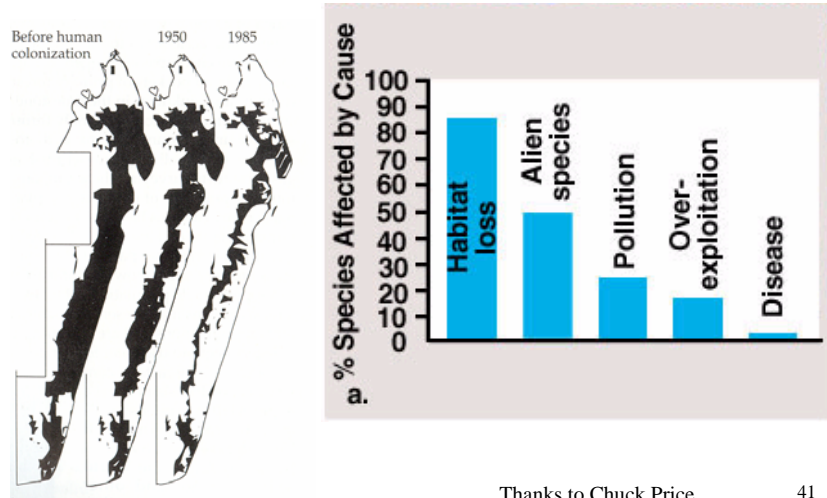 Before human
colonization
1950
1985
% Species Affected by Cause
100
90
80
70
60
50
40
30
20
10
0
Habitat
loss
Alien
species
Pollution
Over-
exploitation
Disease
a.
Thanks to Chuck Price
41